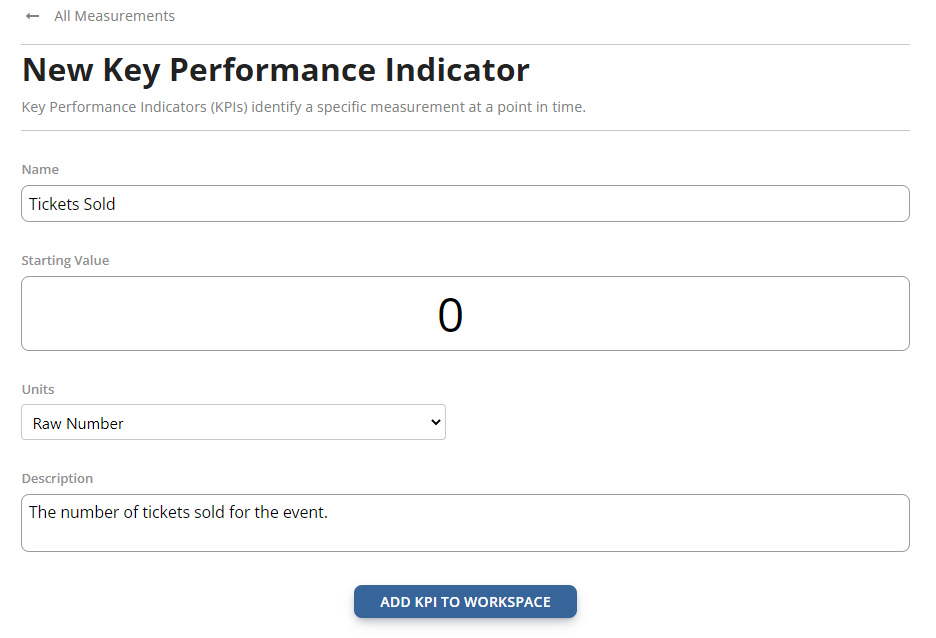 ← All Measurements
New Key Performance Indicator
Key Performance Indicators (KPIs) identify a specific measurement at a point in time.
Name
Tickets Sold
Starting Value
0
Units
Raw Number
Description
The number of tickets sold for the event.
ADD KPI TO WORKSPACE